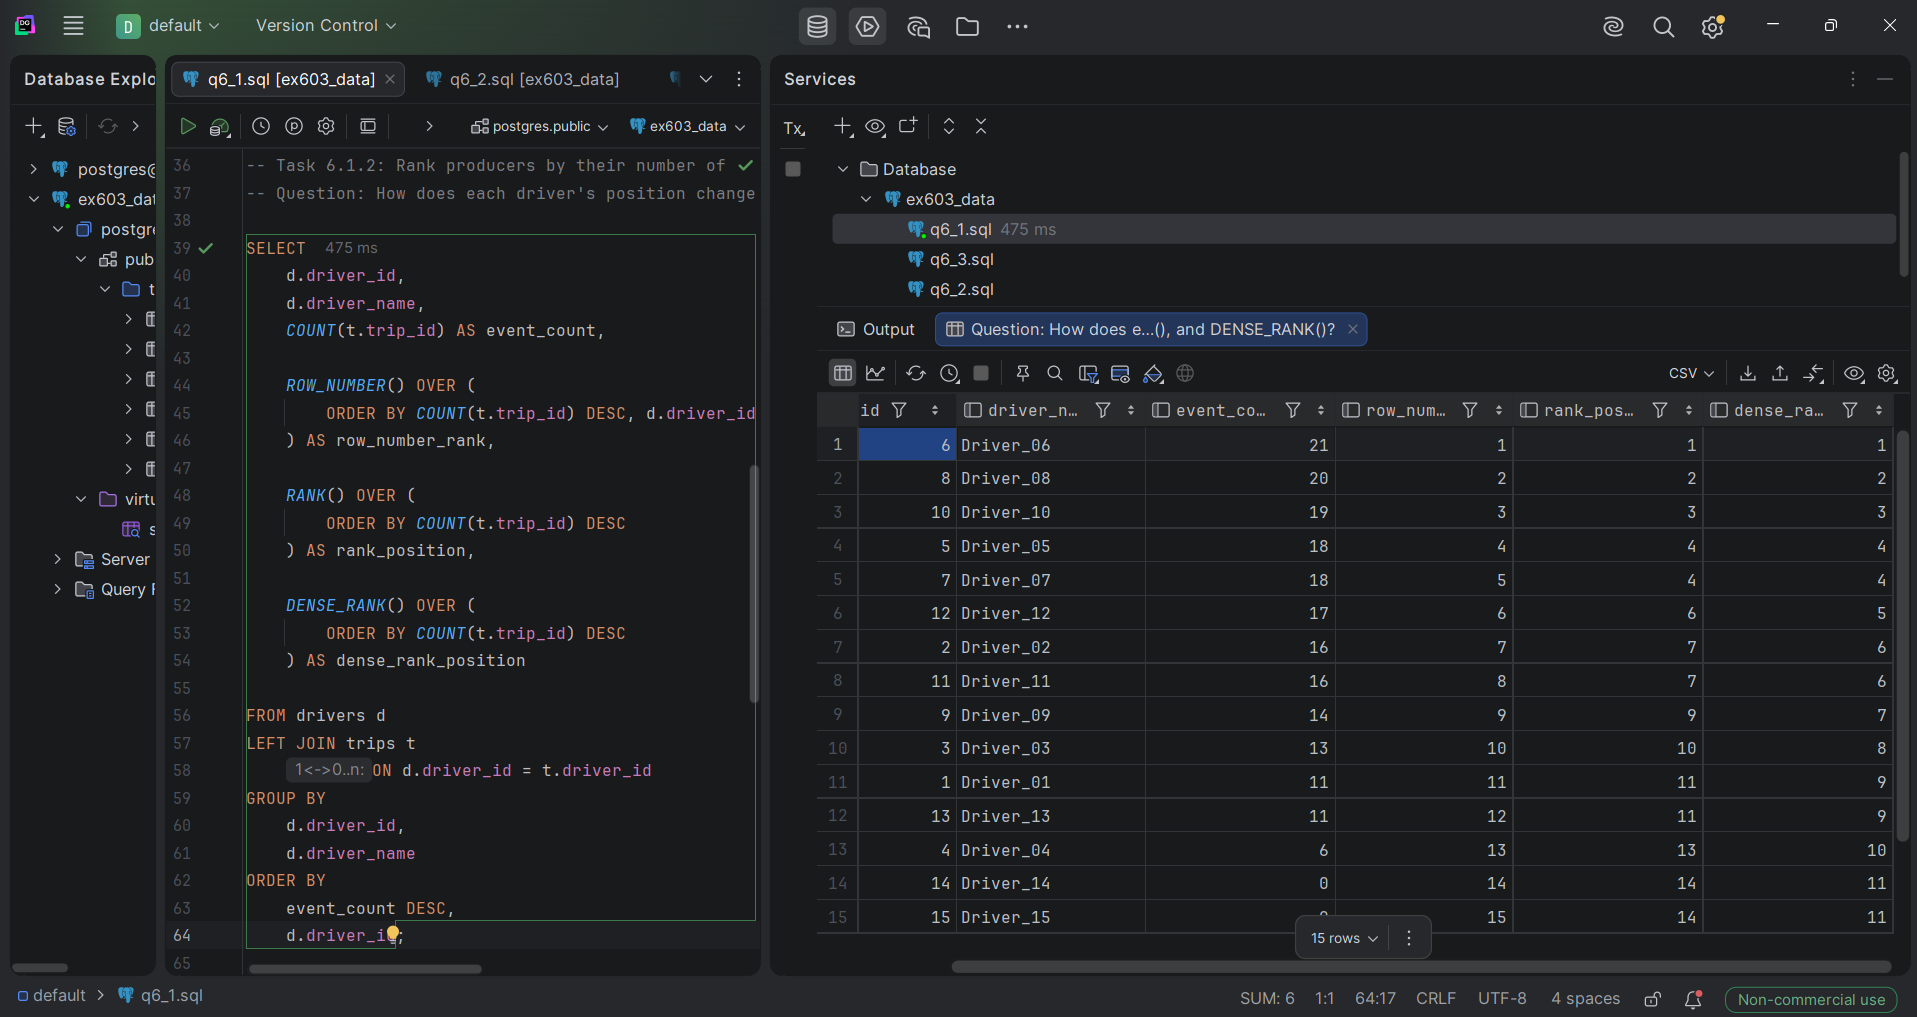 D default Version Control
Database Explo
q6_1.sql [ex603_data]
q6_2.sql [ex603_data]
Services
postgres.public
ex603_data
Tx
postgres@
ex603_dat
postgre
pub
t
virtu
s
Server
Query F
36 -- Task 6.1.2: Rank producers by their number of
37 -- Question: How does each driver's position change
38
39 SELECT 475 ms
40 d.driver_id,
41 d.driver_name,
42 COUNT(t.trip_id) AS event_count,
43
44 ROW_NUMBER() OVER (
45 ORDER BY COUNT(t.trip_id) DESC, d.driver_id
46 ) AS row_number_rank,
47
48 RANK() OVER (
49 ORDER BY COUNT(t.trip_id) DESC
50 ) AS rank_position,
51
52 DENSE_RANK() OVER (
53 ORDER BY COUNT(t.trip_id) DESC
54 ) AS dense_rank_position
55
56 FROM drivers d
57 LEFT JOIN trips t
58 1<->0..n: ON d.driver_id = t.driver_id
59 GROUP BY
60 d.driver_id,
61 d.driver_name
62 ORDER BY
63 event_count DESC,
64 d.driver_id;
65
Database
ex603_data
q6_1.sql 475 ms
q6_3.sql
q6_2.sql
Output
Question: How does e...(), and DENSE_RANK()?
CSV
id driver_n... event_co... row_num... rank_pos... dense_ra...
1 6 Driver_06 21 1 1 1
2 8 Driver_08 20 2 2 2
3 10 Driver_10 19 3 3 3
4 5 Driver_05 18 4 4 4
5 7 Driver_07 18 5 4 4
6 12 Driver_12 17 6 6 5
7 2 Driver_02 16 7 7 6
8 11 Driver_11 16 8 7 6
9 9 Driver_09 14 9 9 7
10 3 Driver_03 13 10 10 8
11 1 Driver_01 11 11 11 9
12 13 Driver_13 11 12 11 9
13 4 Driver_04 6 13 13 10
14 14 Driver_14 0 14 14 11
15 15 Driver_15 15 14 11
15 rows
default > q6_1.sql
SUM: 6 1:1 64:17 CRLF UTF-8 4 spaces Non-commercial use